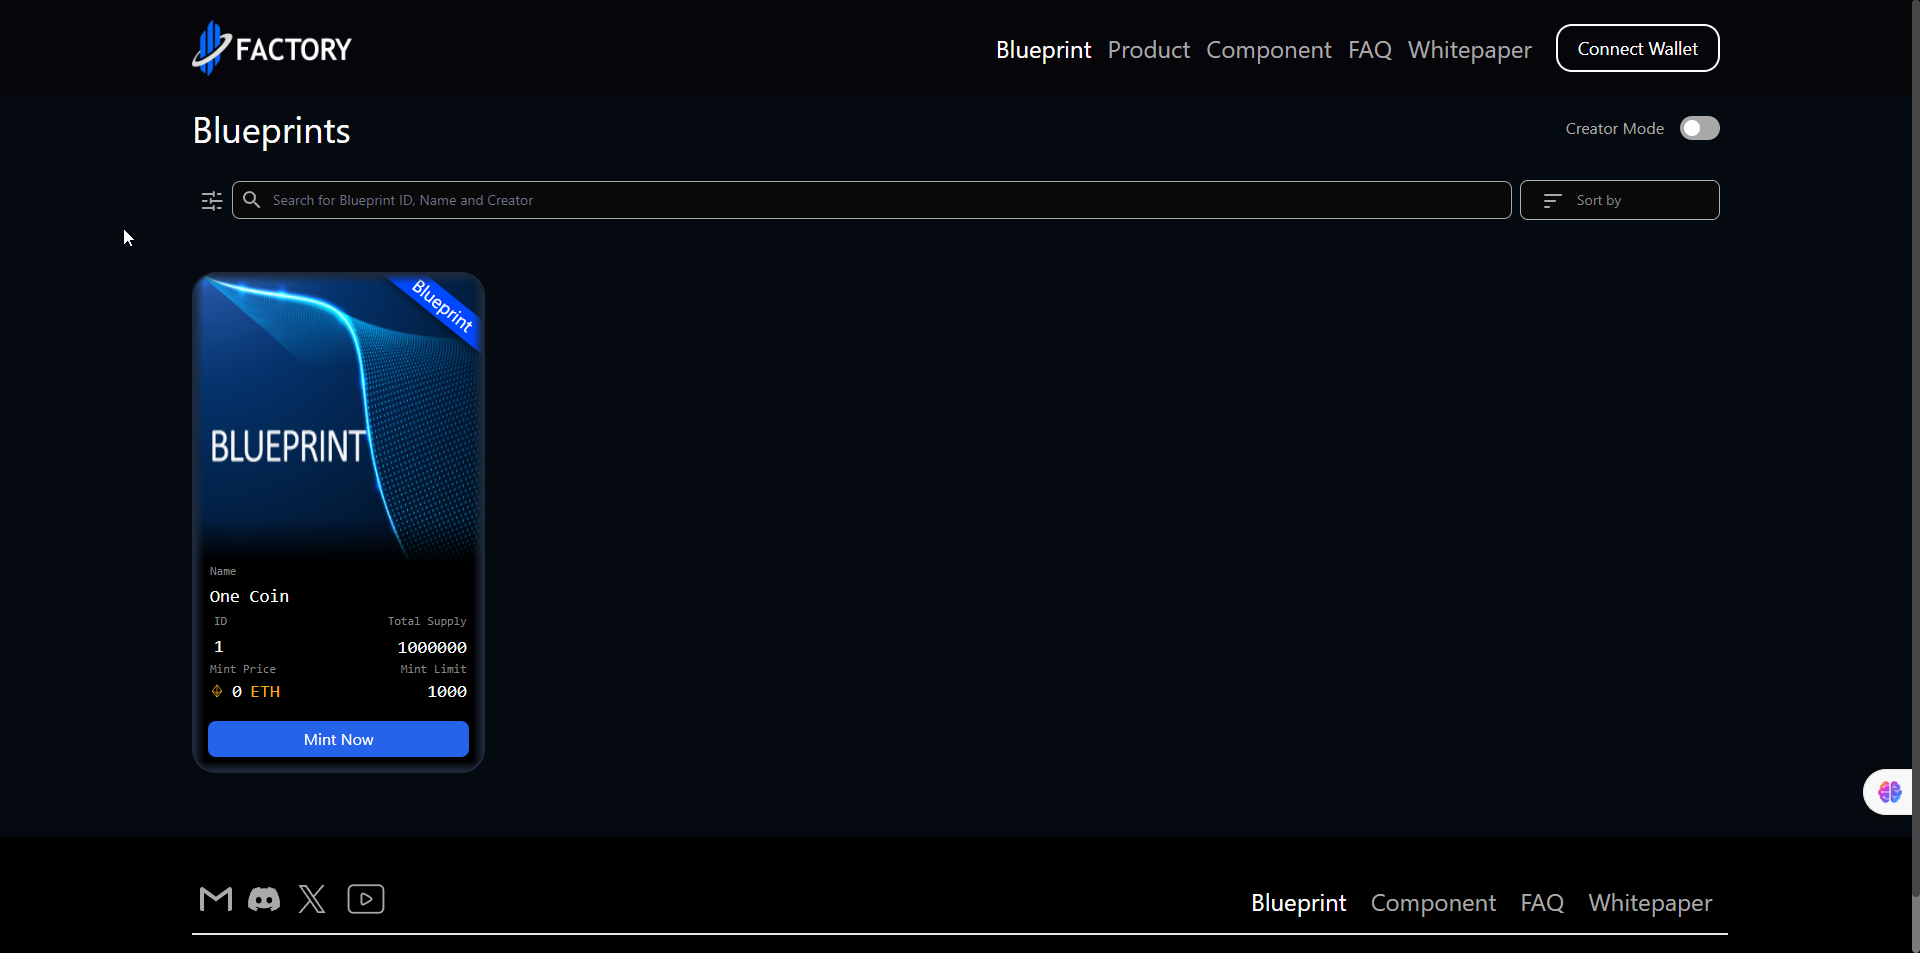 FACTORY
Blueprint Product Component FAQ Whitepaper Connect Wallet
Blueprints
Creator Mode
Search for Blueprint ID, Name and Creator
Sort by
Blueprint
BLUEPRINT
Name
One Coin
ID Total Supply
1 1000000
Mint Price Mint Limit
0 ETH 1000
Mint Now
Blueprint Component FAQ Whitepaper